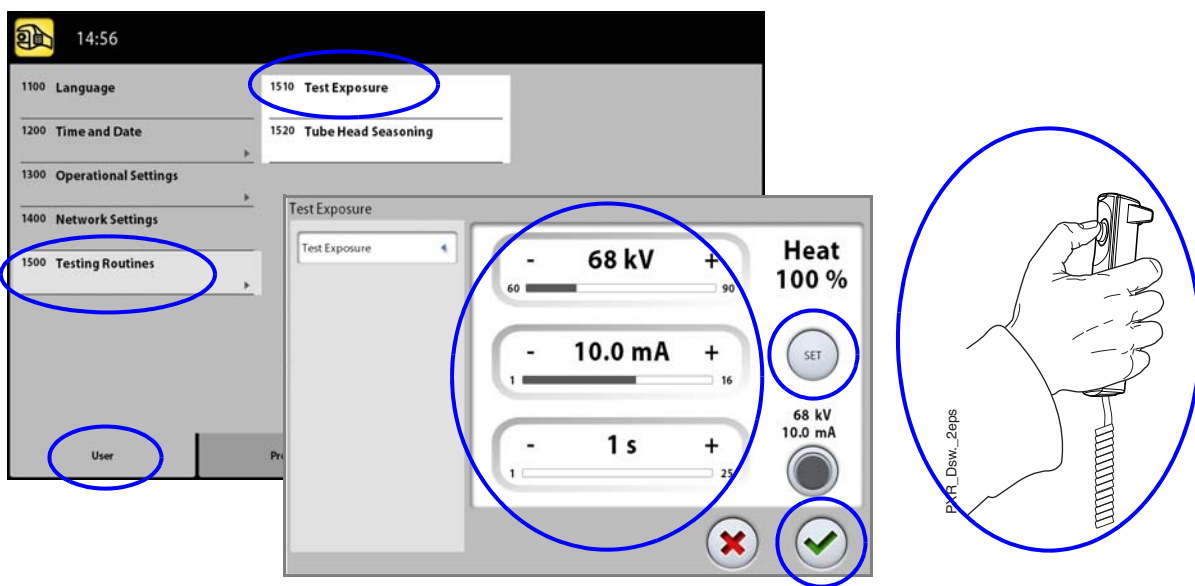 14:56
1100 Language
1200 Time and Date
1300 Operational Settings
1400 Network Settings
1500 Testing Routines
1510 Test Exposure
1520 Tube Head Seasoning
User
Pr
Test Exposure
Test Exposure
- 68 kV +
60 90
- 10.0 mA +
1 16
- 1 s +
1 25
Heat
100 %
SET
68 kV
10.0 mA
PXR_Dsw._2eps